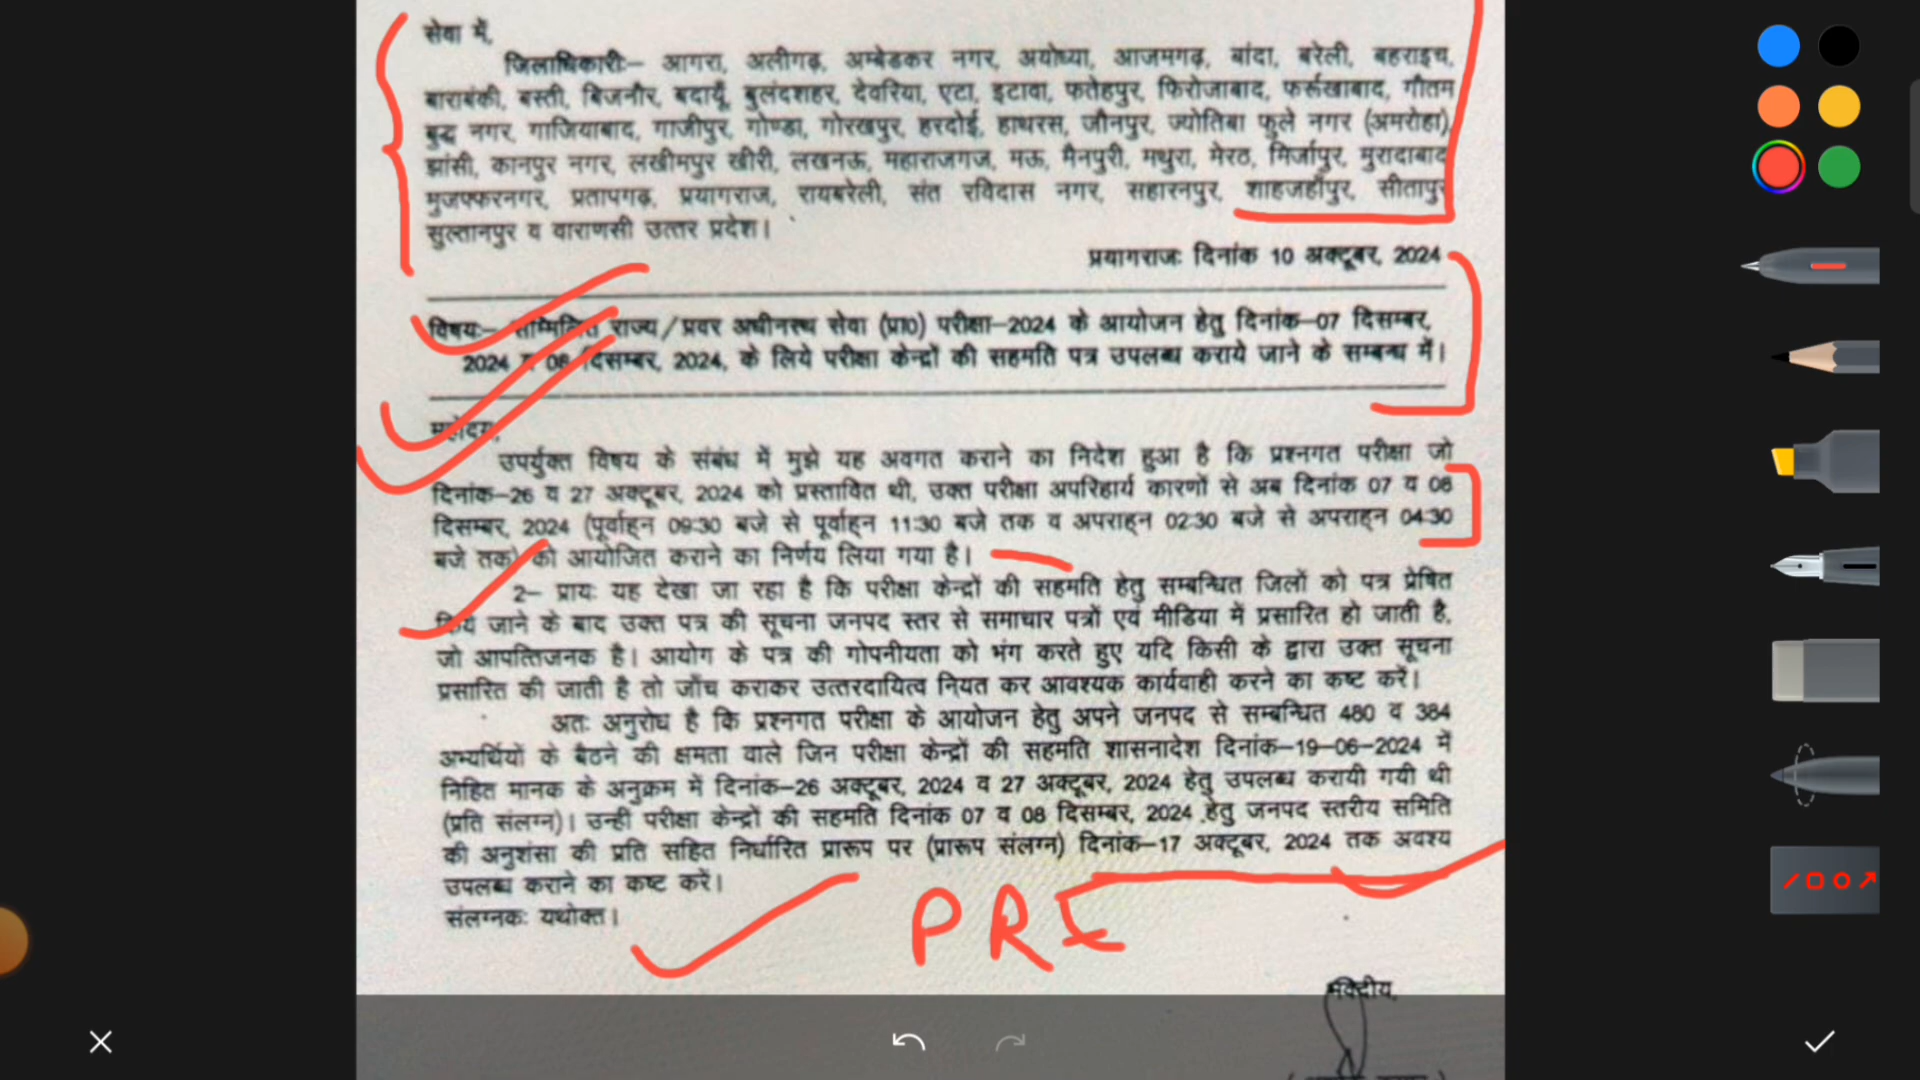 सेवा में,
जिलाधिकारीः– आगरा, अलीगढ़, अम्बेडकर नगर, अयोध्या, आजमगढ़, बांदा, बरेली, बहराइच,
बाराबंकी, बस्ती, बिजनौर, बदायूँ, बुलंदशहर, देवरिया, एटा, इटावा, फतेहपुर, फिरोजाबाद, फर्रूखाबाद, गौतम
बुद्ध नगर, गाजियाबाद, गाजीपुर, गोण्डा, गोरखपुर, हरदोई, हाथरस, जौनपुर, ज्योतिबा फुले नगर (अमरोहा),
झांसी, कानपुर नगर, लखीमपुर खीरी, लखनऊ, महाराजगज, मऊ, मैनपुरी, मथुरा, मेरठ, मिर्जापुर, मुरादाबाद
मुजफ्फरनगर, प्रतापगढ़, प्रयागराज, रायबरेली, संत रविदास नगर, सहारनपुर, शाहजहाँपुर, सीतापुर
सुल्तानपुर व वाराणसी उत्तर प्रदेश।
प्रयागराजः दिनांक 10 अक्टूबर, 2024
विषयः– सम्मिलित राज्य/प्रवर अधीनस्थ सेवा (प्रा0) परीक्षा–2024 के आयोजन हेतु दिनांक–07 दिसम्बर,
2024 व 08 दिसम्बर, 2024, के लिये परीक्षा केन्द्रों की सहमति पत्र उपलब्ध कराये जाने के सम्बन्ध में।
महोदय,
उपर्युक्त विषय के संबंध में मुझे यह अवगत कराने का निदेश हुआ है कि प्रश्नगत परीक्षा जो
दिनांक–26 व 27 अक्टूबर, 2024 को प्रस्तावित थी, उक्त परीक्षा अपरिहार्य कारणों से अब दिनांक 07 व 08
दिसम्बर, 2024 (पूर्वाह्न 09:30 बजे से पूर्वाह्न 11:30 बजे तक व अपराह्न 02:30 बजे से अपराह्न 04:30
बजे तक) को आयोजित कराने का निर्णय लिया गया है।
2– प्रायः यह देखा जा रहा है कि परीक्षा केन्द्रों की सहमति हेतु सम्बन्धित जिलों को पत्र प्रेषित
किये जाने के बाद उक्त पत्र की सूचना जनपद स्तर से समाचार पत्रों एवं मीडिया में प्रसारित हो जाती है,
जो आपत्तिजनक है। आयोग के पत्र की गोपनीयता को भंग करते हुए यदि किसी के द्वारा उक्त सूचना
प्रसारित की जाती है तो जाँच कराकर उत्तरदायित्व नियत कर आवश्यक कार्यवाही करने का कष्ट करें।
अतः अनुरोध है कि प्रश्नगत परीक्षा के आयोजन हेतु अपने जनपद से सम्बन्धित 480 व 384
अभ्यर्थियों के बैठने की क्षमता वाले जिन परीक्षा केन्द्रों की सहमति शासनादेश दिनांक–19–06–2024 में
निहित मानक के अनुक्रम में दिनांक–26 अक्टूबर, 2024 व 27 अक्टूबर, 2024 हेतु उपलब्ध करायी गयी थी
(प्रति संलग्न)। उन्ही परीक्षा केन्द्रों की सहमति दिनांक 07 व 08 दिसम्बर, 2024 हेतु जनपद स्तरीय समिति
की अनुशंसा की प्रति सहित निर्धारित प्रारूप पर (प्रारूप संलग्न) दिनांक–17 अक्टूबर, 2024 तक अवश्य
उपलब्ध कराने का कष्ट करें।
संलग्नकः यथोक्त।
PRE
भवदीय,